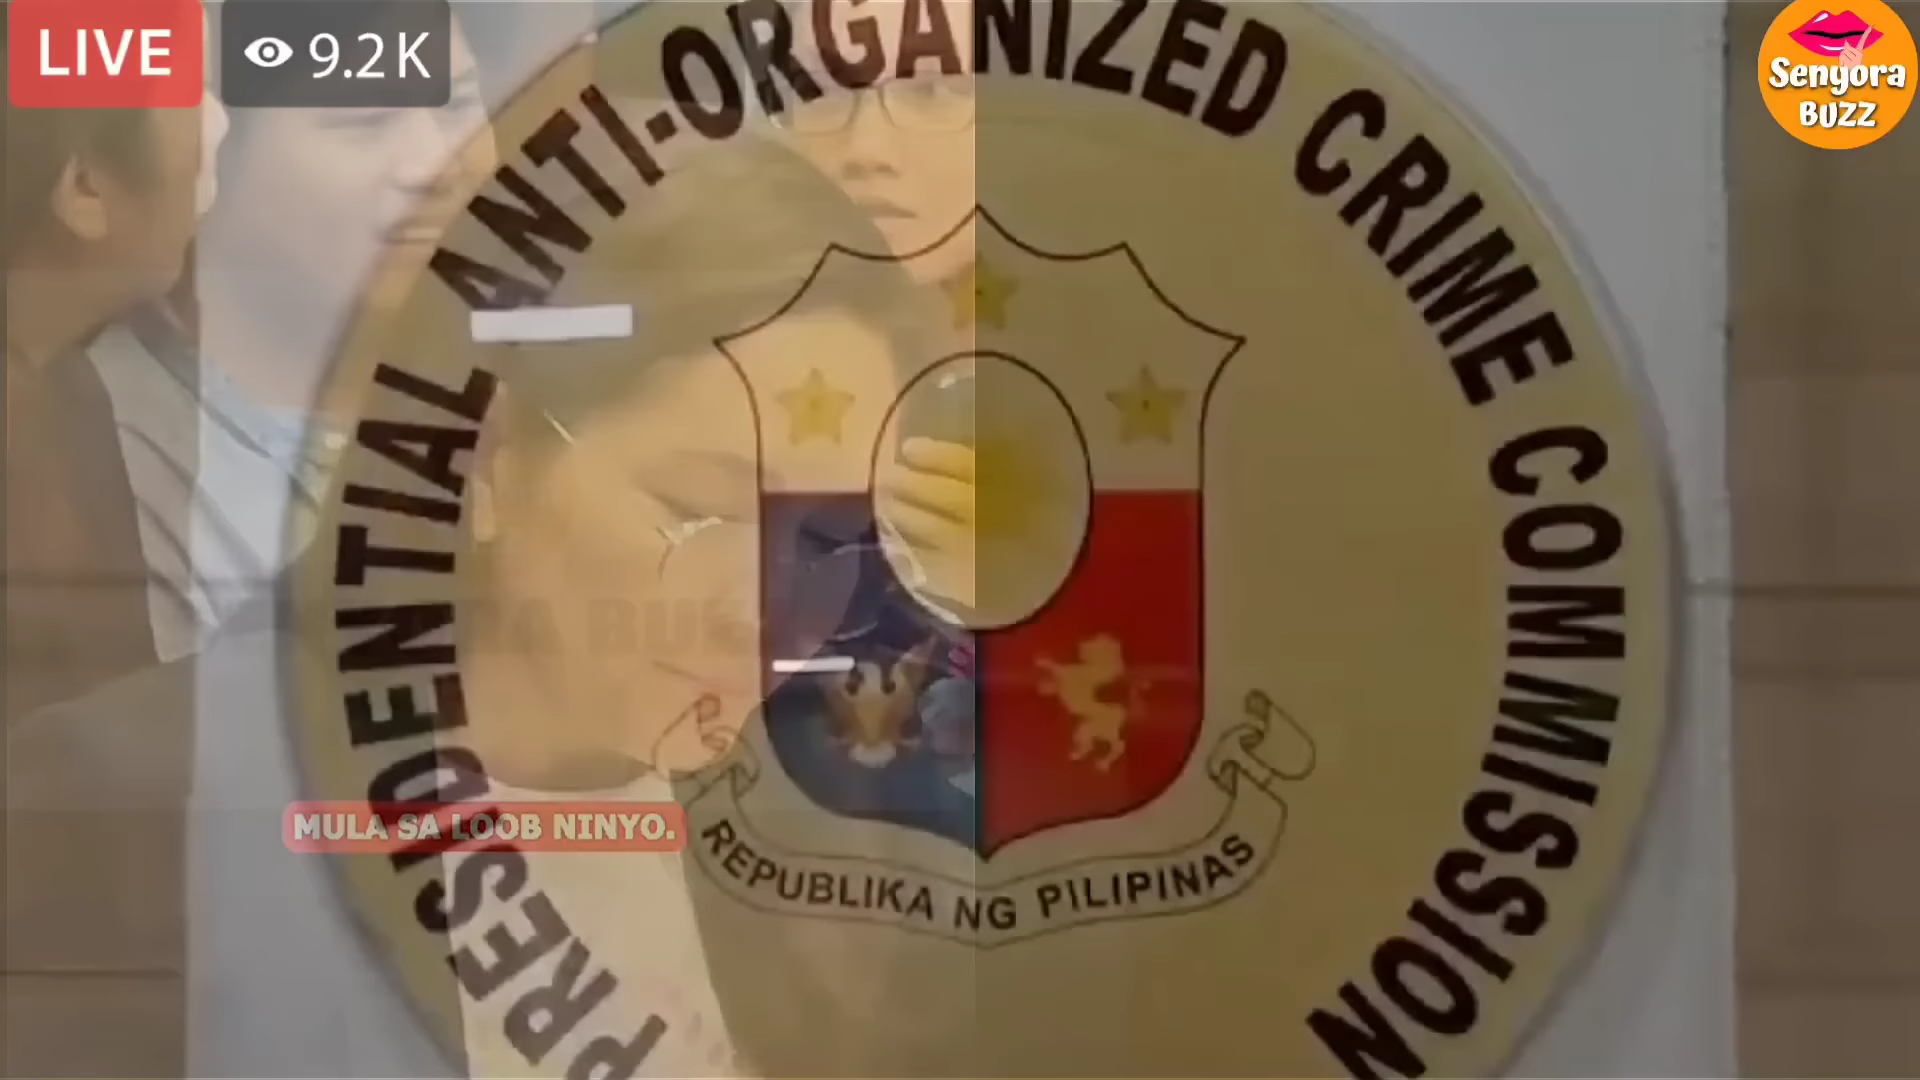 LIVE
9.2K
Senyora
BUZZ
PRESIDENTIAL ANTI-ORGANIZED CRIME COMMISSION
MULA SA LOOB NINYO.
REPUBLIKA NG PILIPINAS